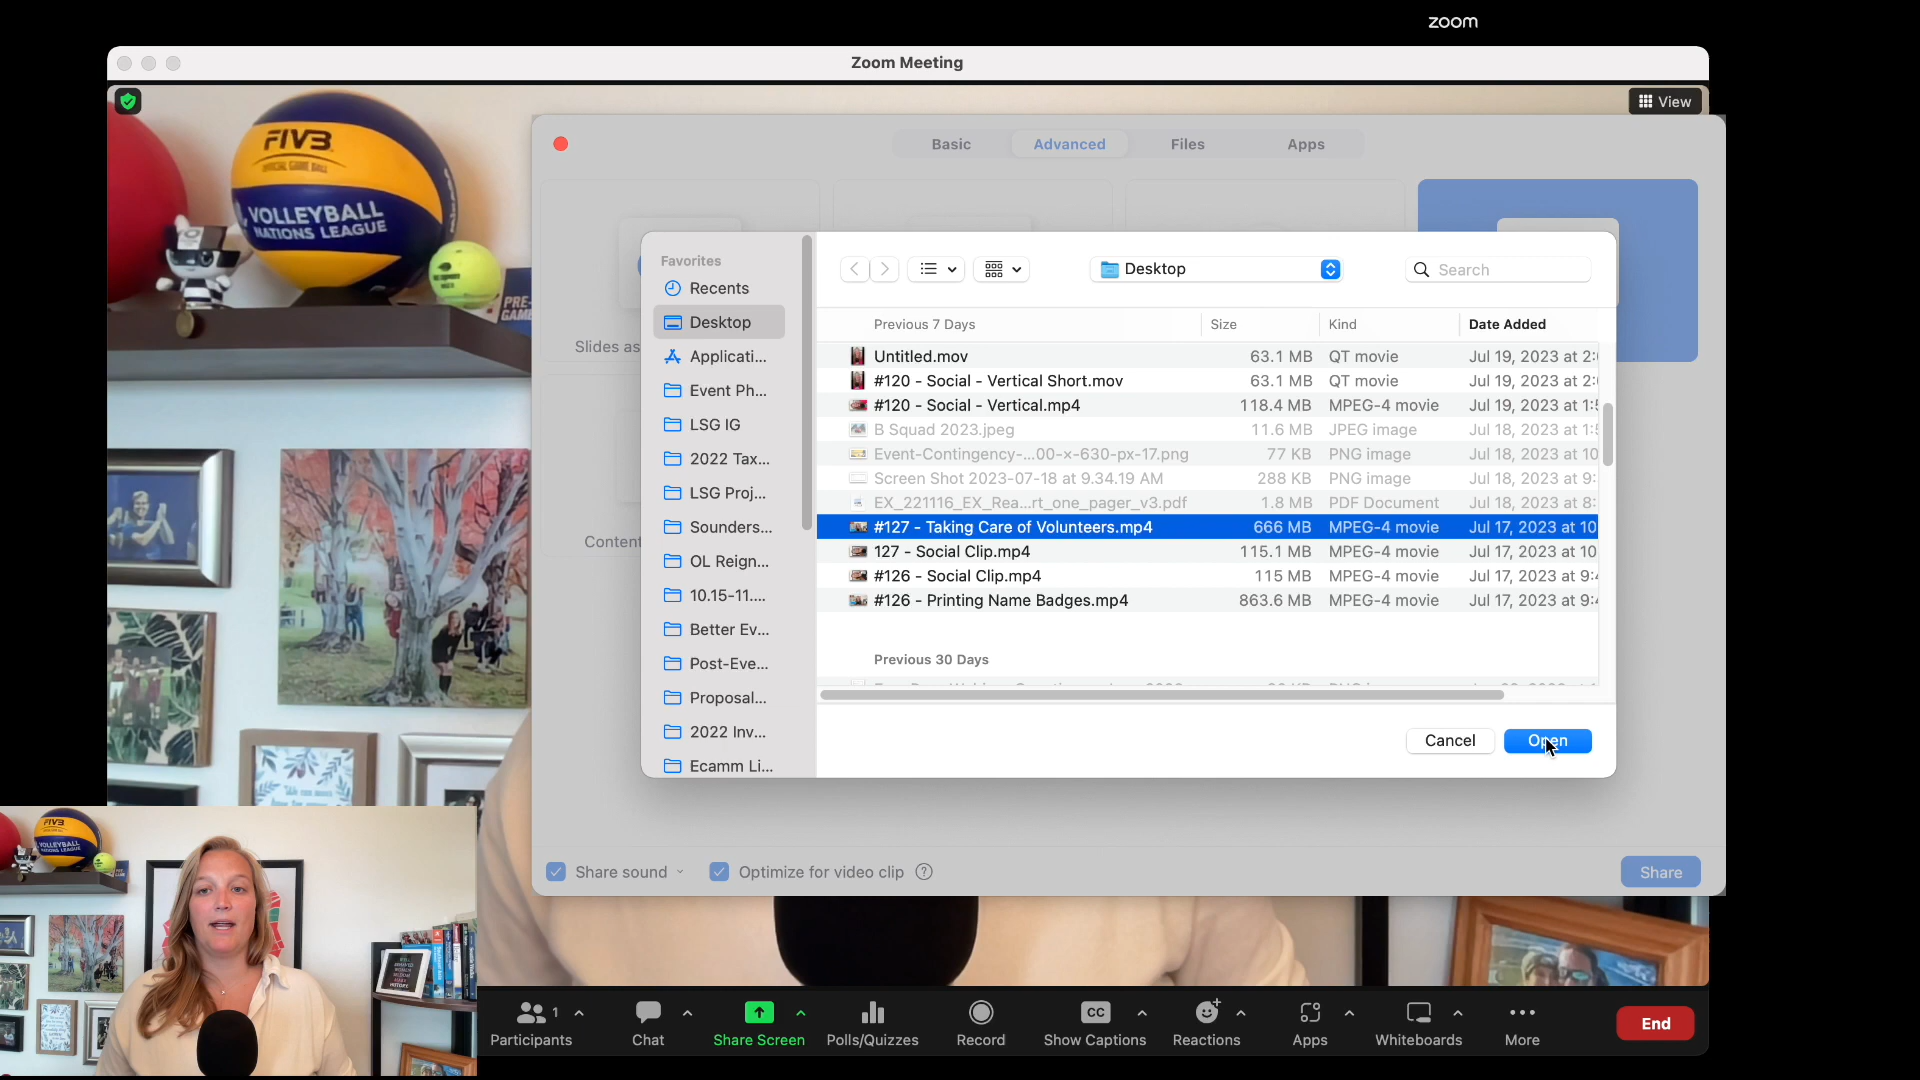 zoom
Zoom Meeting
View
FIVB
OFFICIAL GAME BALL
VOLLEYBALL
NATIONS LEAGUE
PRE-
GAME
Basic Advanced Files Apps
Slides as
Content
Favorites
Recents
Desktop
Applicati...
Event Ph...
LSG IG
2022 Tax...
LSG Proj...
Sounders...
OL Reign...
10.15-11....
Better Ev...
Post-Eve...
Proposal...
2022 Inv...
Ecamm Li...
Desktop
Search
Previous 7 Days Size Kind Date Added
Untitled.mov 63.1 MB QT movie Jul 19, 2023 at 2:
#120 - Social - Vertical Short.mov 63.1 MB QT movie Jul 19, 2023 at 2:
#120 - Social - Vertical.mp4 118.4 MB MPEG-4 movie Jul 19, 2023 at 1:
B Squad 2023.jpeg 11.6 MB JPEG image Jul 18, 2023 at 1:
Event-Contingency-...00-x-630-px-17.png 77 KB PNG image Jul 18, 2023 at 10
Screen Shot 2023-07-18 at 9.34.19 AM 288 KB PNG image Jul 18, 2023 at 9:
EX_221116_EX_Rea...rt_one_pager_v3.pdf 1.8 MB PDF Document Jul 18, 2023 at 8:
#127 - Taking Care of Volunteers.mp4 666 MB MPEG-4 movie Jul 17, 2023 at 10
127 - Social Clip.mp4 115.1 MB MPEG-4 movie Jul 17, 2023 at 10
#126 - Social Clip.mp4 115 MB MPEG-4 movie Jul 17, 2023 at 9:
#126 - Printing Name Badges.mp4 863.6 MB MPEG-4 movie Jul 17, 2023 at 9:
Previous 30 Days
Cancel Open
Share sound Optimize for video clip ? Share
FIVB
VOLLEYBALL
NATIONS LEAGUE
1
CC
Participants Chat Share Screen Polls/Quizzes Record Show Captions Reactions Apps Whiteboards More End